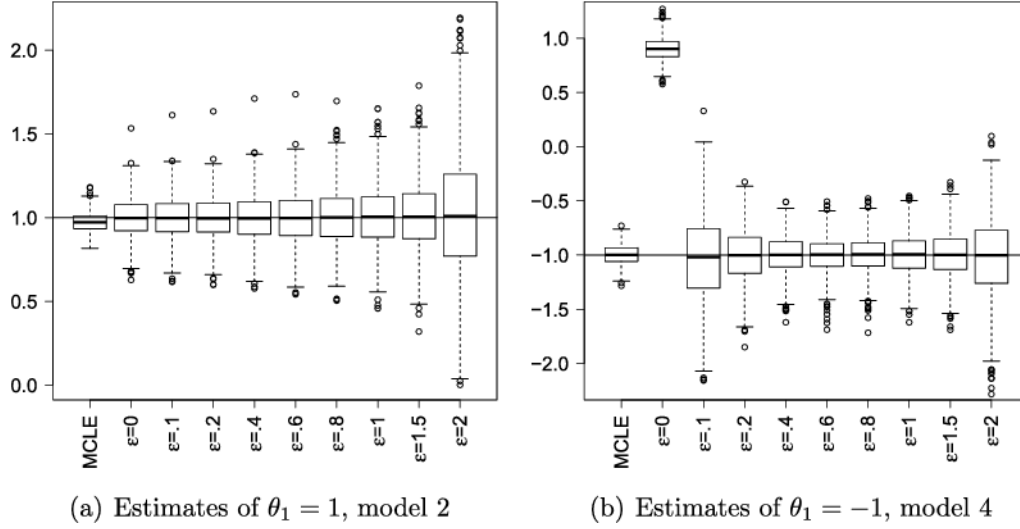 2.0
1.5
1.0
0.5
0.0
MCLE
ε=0
ε=.1
ε=.2
ε=.4
ε=.6
ε=.8
ε=1
ε=1.5
ε=2
(a) Estimates of θ₁ = 1, model 2
1.0
0.5
0.0
−0.5
−1.0
−1.5
−2.0
MCLE
ε=0
ε=.1
ε=.2
ε=.4
ε=.6
ε=.8
ε=1
ε=1.5
ε=2
(b) Estimates of θ₁ = −1, model 4